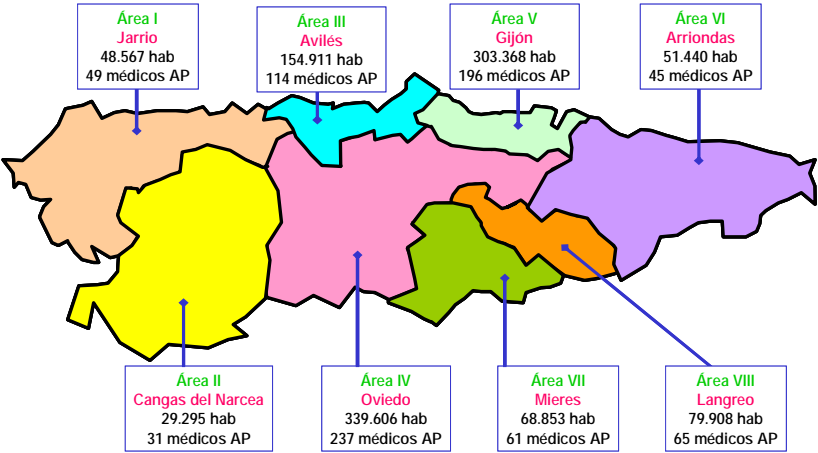 Área I
Jarrio
48.567 hab
49 médicos AP
Área III
Avilés
154.911 hab
114 médicos AP
Área V
Gijón
303.368 hab
196 médicos AP
Área VI
Arriondas
51.440 hab
45 médicos AP
Área II
Cangas del Narcea
29.295 hab
31 médicos AP
Área IV
Oviedo
339.606 hab
237 médicos AP
Área VII
Mieres
68.853 hab
61 médicos AP
Área VIII
Langreo
79.908 hab
65 médicos AP